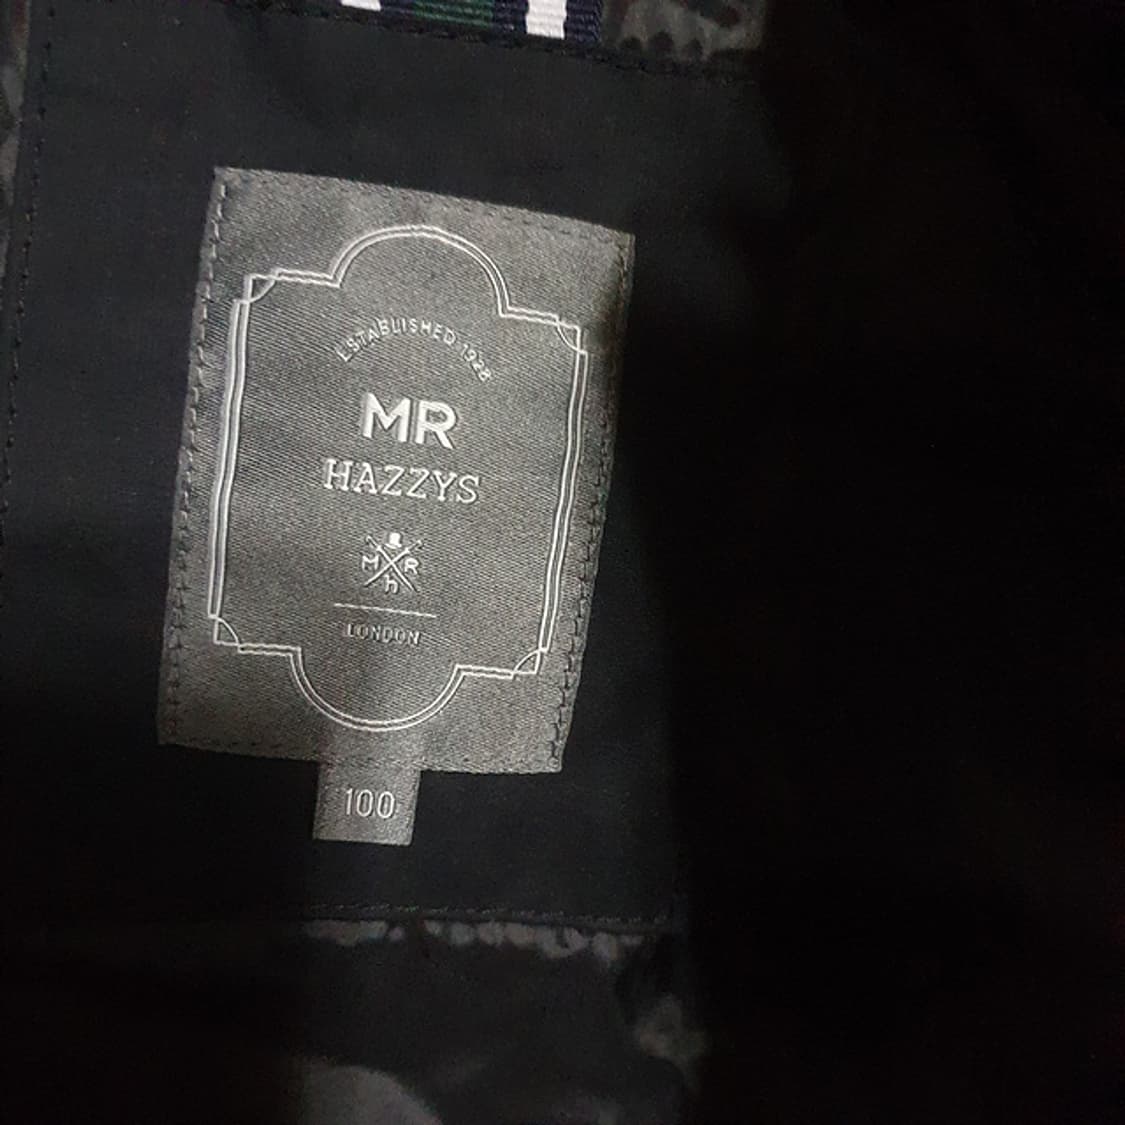 ESTABLISHED 1928
MR
HAZZYS
M R
h
LONDON
100